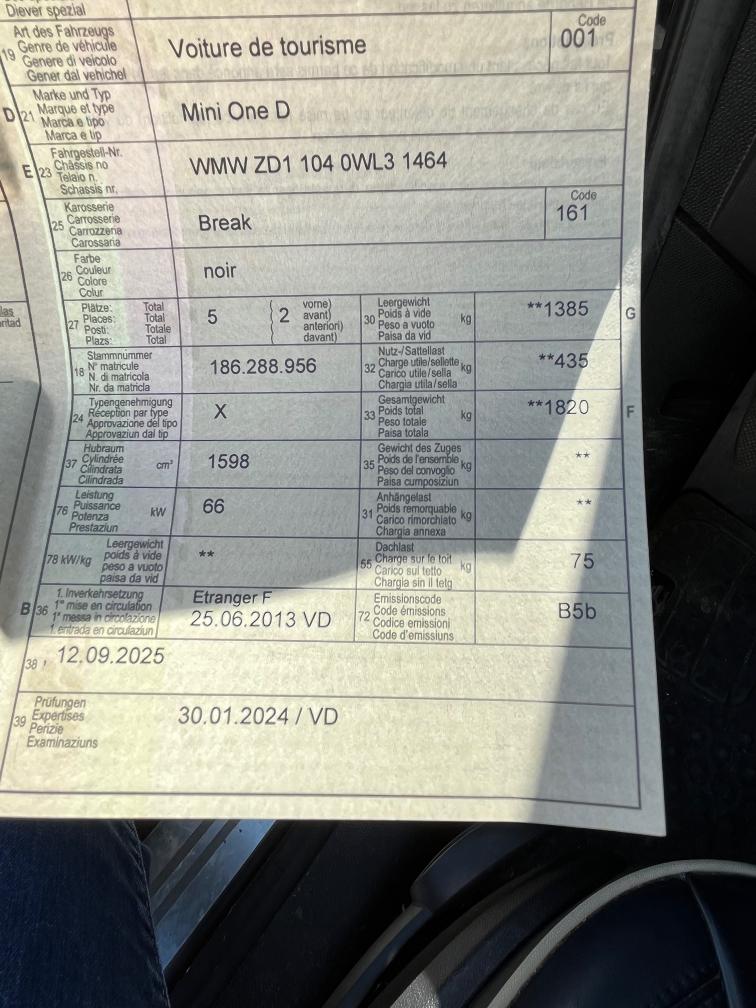 Diever spezial
19 Art des Fahrzeugs
Genre de véhicule
Genere di veicolo
Gener dal vehichel
Voiture de tourisme
Code
001
D 21 Marke und Typ
Marque et type
Marca e tipo
Marca e tip
Mini One D
E 23 Fahrgestell-Nr.
Châssis no
Telaio n.
Schassis nr.
WMW ZD1 104 0WL3 1464
25 Karosserie
Carrosserie
Carrozzeria
Carossaria
Break
Code
161
26 Farbe
Couleur
Colore
Colur
noir
27 Plätze: Total
Places: Total
Posti: Totale
Plazs: Total
5
2
vorne)
avant)
anteriori)
davant)
30 Leergewicht
Poids à vide kg
Peso a vuoto
Paisa da vid
**1385
G
18 Stammnummer
N° matricule
N. di matricola
Nr. da matricla
186.288.956
32 Nutz-/Sattellast
Charge utile/sellette kg
Carico utile/sella
Chargia utila/sella
**435
24 Typengenehmigung
Réception par type
Approvazione del tipo
Approvaziun dal tip
X
33 Gesamtgewicht
Poids total kg
Peso totale
Paisa totala
**1820
F
37 Hubraum
Cylindrée cm³
Cilindrata
Cilindrada
1598
35 Gewicht des Zuges
Poids de l'ensemble kg
Peso del convoglio
Paisa cumposiziun
**
76 Leistung
Puissance kW
Potenza
Prestaziun
66
31 Anhängelast
Poids remorquable kg
Carico rimorchiato
Chargia annexa
**
78 kW/kg Leergewicht
poids à vide
peso a vuoto
paisa da vid
**
55 Dachlast
Charge sur le toit kg
Carico sul tetto
Chargia sin il tetg
75
B 36 1. Inverkehrsetzung
1re mise en circulation
1a messa in circolazione
1. entrada en circulaziun
Etranger F
25.06.2013 VD
72 Emissionscode
Code émissions
Codice emissioni
Code d'emissiuns
B5b
38 12.09.2025
39 Prüfungen
Expertises
Perizie
Examinaziuns
30.01.2024 / VD